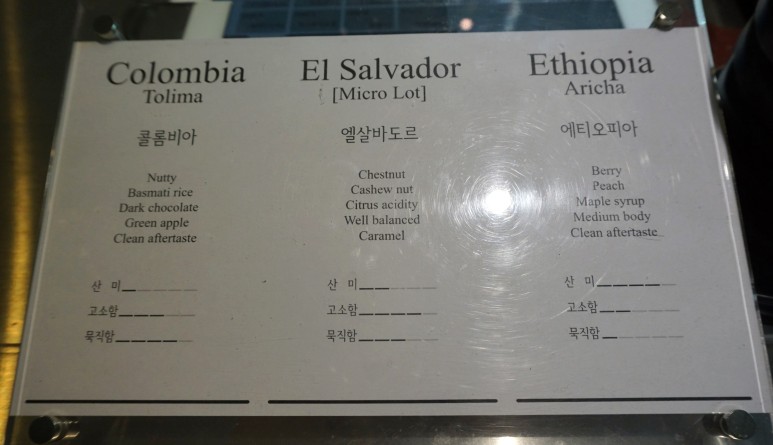 Colombia
Tolima
콜롬비아
Nutty
Basmati rice
Dark chocolate
Green apple
Clean aftertaste
산 미
고소함
묵직함
El Salvador
[Micro Lot]
엘살바도르
Chestnut
Cashew nut
Citrus acidity
Well balanced
Caramel
산 미
고소함
묵직함
Ethiopia
Aricha
에티오피아
Berry
Peach
Maple syrup
Medium body
Clean aftertaste
산 미
고소함
묵직함